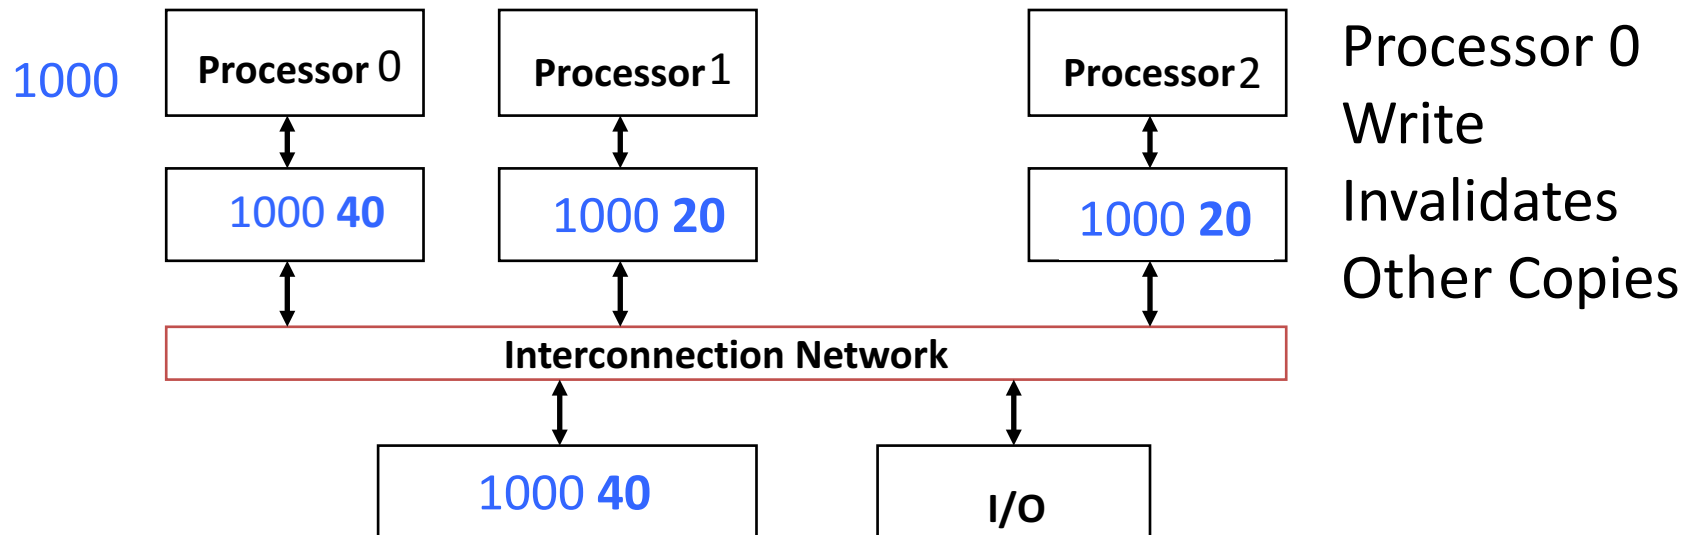 1000
Processor 0
Processor 1
Processor 2
1000 40
1000 20
1000 20
Interconnection Network
1000 40
I/O
Processor 0
Write
Invalidates
Other Copies